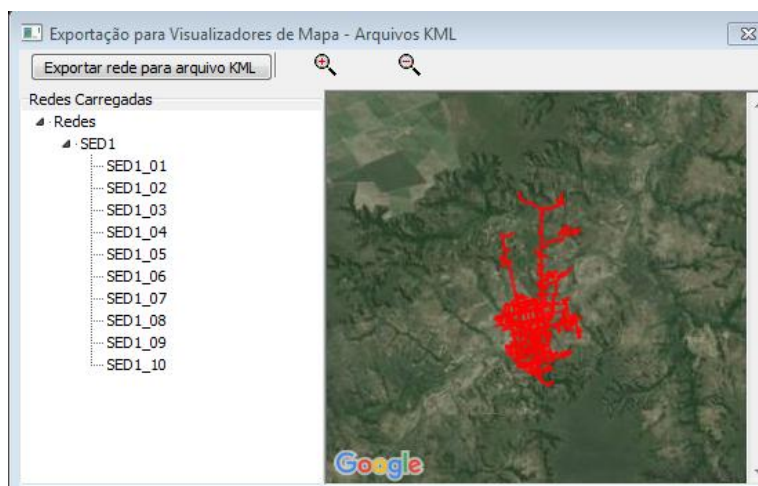 Exportação para Visualizadores de Mapa - Arquivos KML
Exportar rede para arquivo KML
Redes Carregadas
Redes
SED1
SED1_01
SED1_02
SED1_03
SED1_04
SED1_05
SED1_06
SED1_07
SED1_08
SED1_09
SED1_10
Google